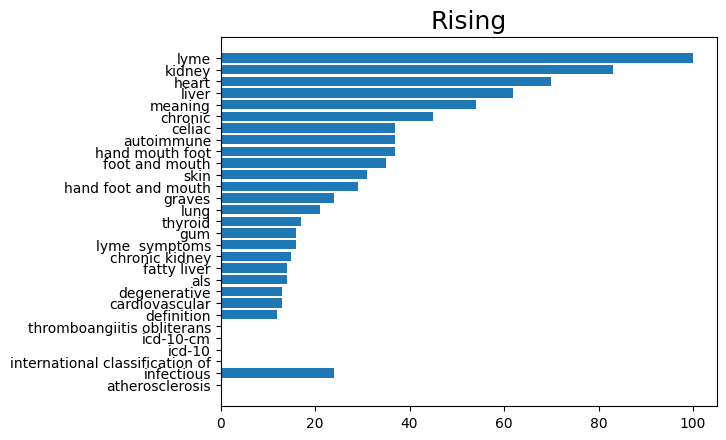 Rising
lyme
kidney
heart
liver
meaning
chronic
celiac
autoimmune
hand mouth foot
foot and mouth
skin
hand foot and mouth
graves
lung
thyroid
gum
lyme  symptoms
chronic kidney
fatty liver
als
degenerative
cardiovascular
definition
thromboangiitis obliterans
icd-10-cm
icd-10
international classification of
infectious
atherosclerosis
0 20 40 60 80 100